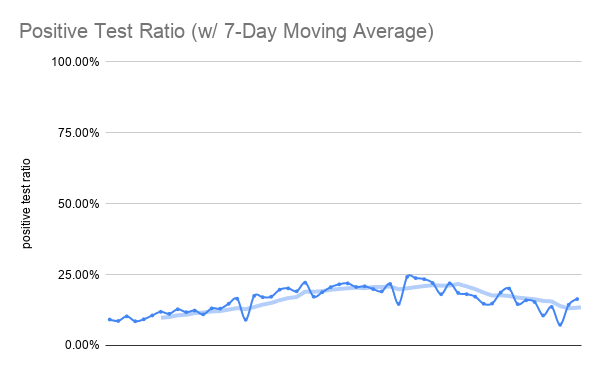 Positive Test Ratio (w/ 7-Day Moving Average)
100.00%
75.00%
50.00%
25.00%
0.00%
positive test ratio